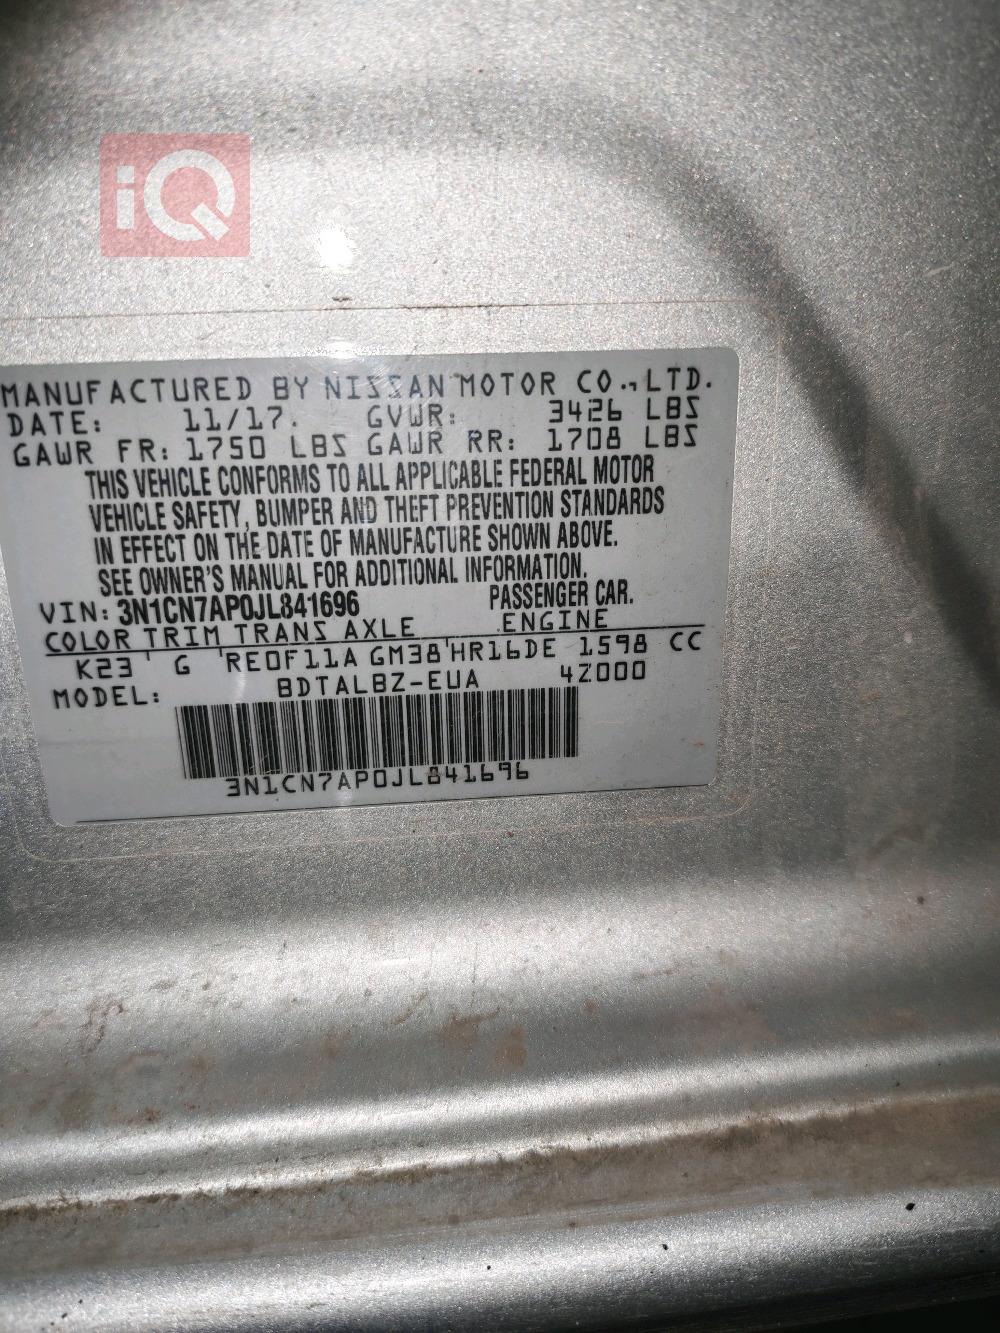 iQ
MANUFACTURED BY NISSAN MOTOR CO., LTD.
DATE: 11/17. GVWR: 3426 LBS
GAWR FR: 1750 LBS GAWR RR: 1708 LBS
THIS VEHICLE CONFORMS TO ALL APPLICABLE FEDERAL MOTOR
VEHICLE SAFETY, BUMPER AND THEFT PREVENTION STANDARDS
IN EFFECT ON THE DATE OF MANUFACTURE SHOWN ABOVE.
SEE OWNER'S MANUAL FOR ADDITIONAL INFORMATION.
VIN: 3N1CN7AP0JL841696 PASSENGER CAR.
COLOR TRIM TRANS AXLE ENGINE
K23 G RE0F11A GM38 HR16DE 1598 CC
MODEL: BDTALBZ-EUA 4Z000
3N1CN7AP0JL841696